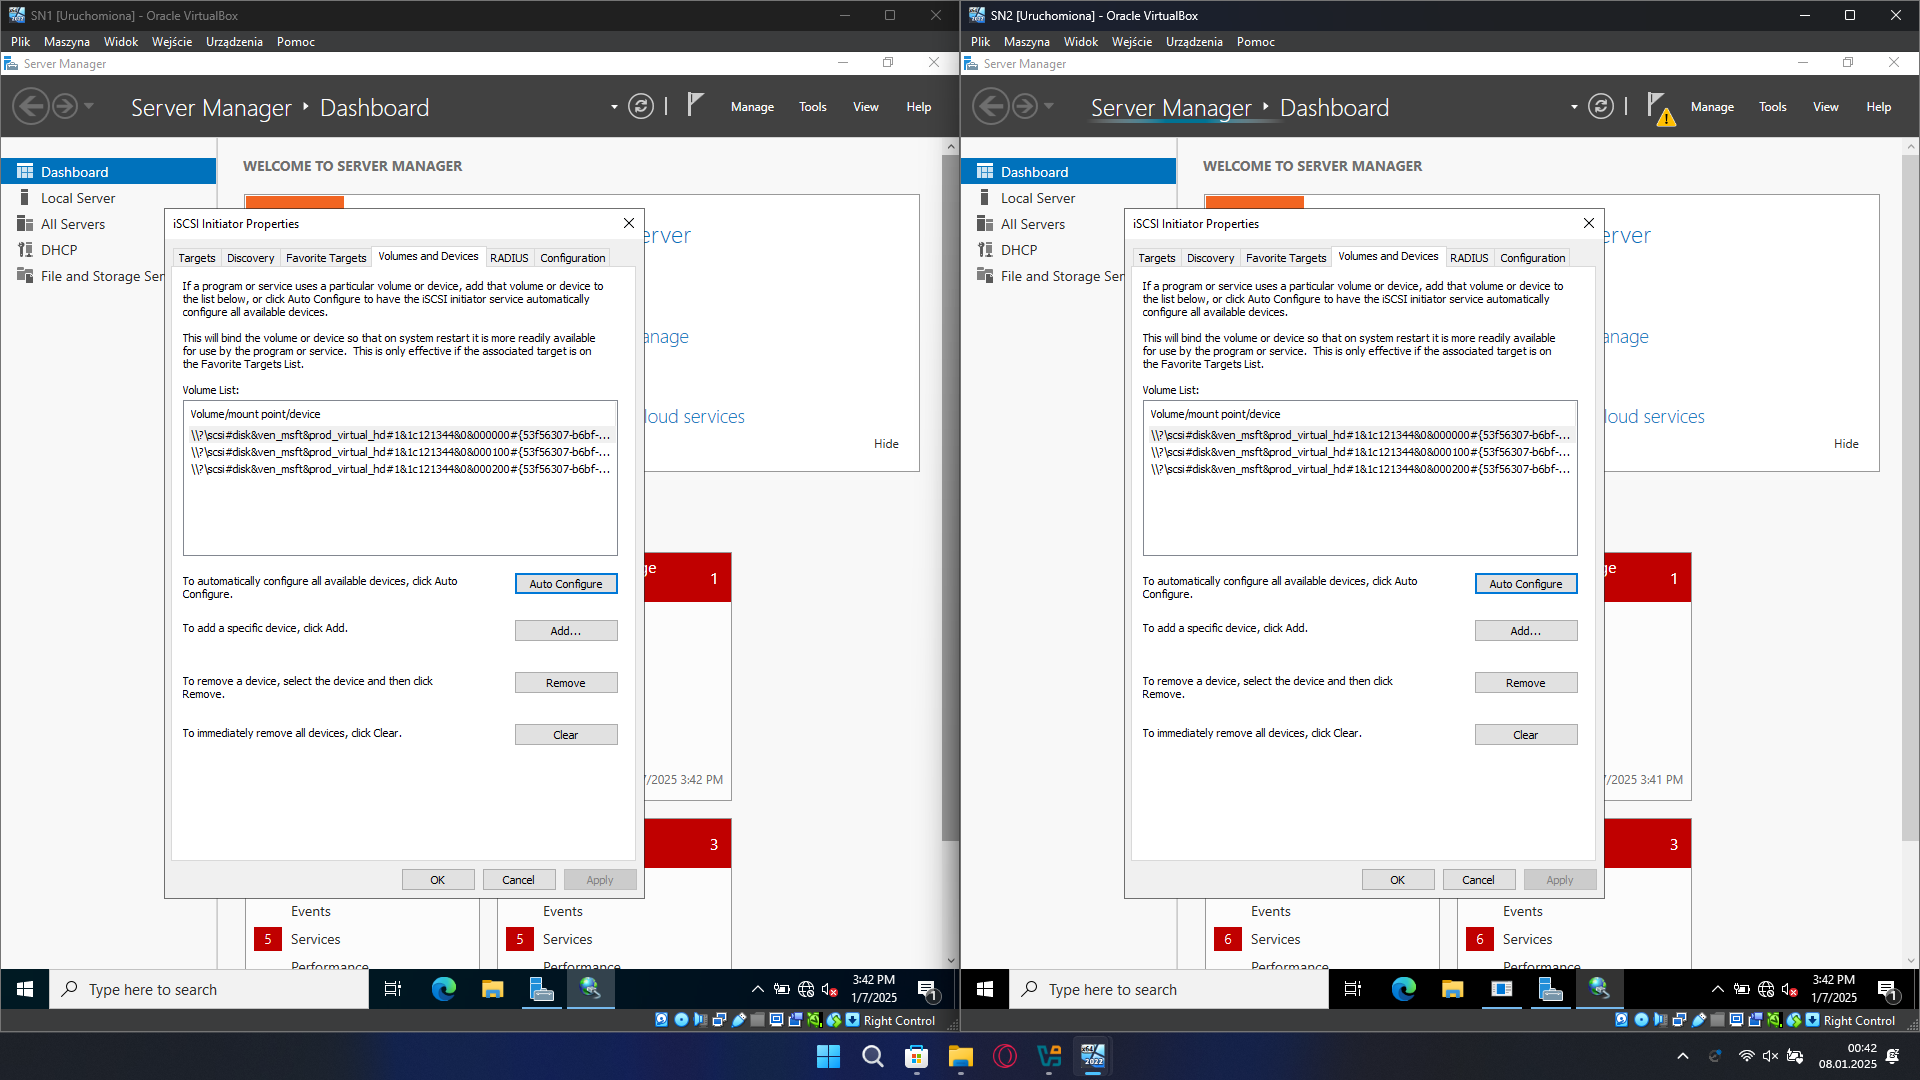 SN1 [Uruchomiona] - Oracle VirtualBox
Plik Maszyna Widok Wejście Urządzenia Pomoc
Server Manager
Server Manager Dashboard
Manage Tools View Help
Dashboard
Local Server
All Servers
DHCP
File and Storage Ser
WELCOME TO SERVER MANAGER
erver
anage
loud services
Hide
iSCSI Initiator Properties
Targets Discovery Favorite Targets Volumes and Devices RADIUS Configuration
If a program or service uses a particular volume or device, add that volume or device to
the list below, or click Auto Configure to have the iSCSI initiator service automatically
configure all available devices.
This will bind the volume or device so that on system restart it is more readily available
for use by the program or service. This is only effective if the associated target is on
the Favorite Targets List.
Volume List:
Volume/mount point/device
\\?\scsi#disk&ven_msft&prod_virtual_hd#1&1c121344&0&000000#{53f56307-b6bf-...
\\?\scsi#disk&ven_msft&prod_virtual_hd#1&1c121344&0&000100#{53f56307-b6bf-...
\\?\scsi#disk&ven_msft&prod_virtual_hd#1&1c121344&0&000200#{53f56307-b6bf-...
To automatically configure all available devices, click Auto
Configure.
Auto Configure
To add a specific device, click Add.
Add...
To remove a device, select the device and then click
Remove.
Remove
To immediately remove all devices, click Clear.
Clear
OK Cancel Apply
ge 1
/2025 3:42 PM
3
Events Events
5 Services 5 Services
Performance Performance
Type here to search
3:42 PM
1/7/2025
1
Right Control
SN2 [Uruchomiona] - Oracle VirtualBox
Plik Maszyna Widok Wejście Urządzenia Pomoc
Server Manager
Server Manager Dashboard
Manage Tools View Help
Dashboard
Local Server
All Servers
DHCP
File and Storage Ser
WELCOME TO SERVER MANAGER
erver
anage
loud services
Hide
iSCSI Initiator Properties
Targets Discovery Favorite Targets Volumes and Devices RADIUS Configuration
If a program or service uses a particular volume or device, add that volume or device to
the list below, or click Auto Configure to have the iSCSI initiator service automatically
configure all available devices.
This will bind the volume or device so that on system restart it is more readily available
for use by the program or service. This is only effective if the associated target is on
the Favorite Targets List.
Volume List:
Volume/mount point/device
\\?\scsi#disk&ven_msft&prod_virtual_hd#1&1c121344&0&000000#{53f56307-b6bf-...
\\?\scsi#disk&ven_msft&prod_virtual_hd#1&1c121344&0&000100#{53f56307-b6bf-...
\\?\scsi#disk&ven_msft&prod_virtual_hd#1&1c121344&0&000200#{53f56307-b6bf-...
To automatically configure all available devices, click Auto
Configure.
Auto Configure
To add a specific device, click Add.
Add...
To remove a device, select the device and then click
Remove.
Remove
To immediately remove all devices, click Clear.
Clear
OK Cancel Apply
ge 1
/2025 3:41 PM
3
Events Events
6 Services 6 Services
Performance Performance
Type here to search
3:42 PM
1/7/2025
1
Right Control
00:42
08.01.2025